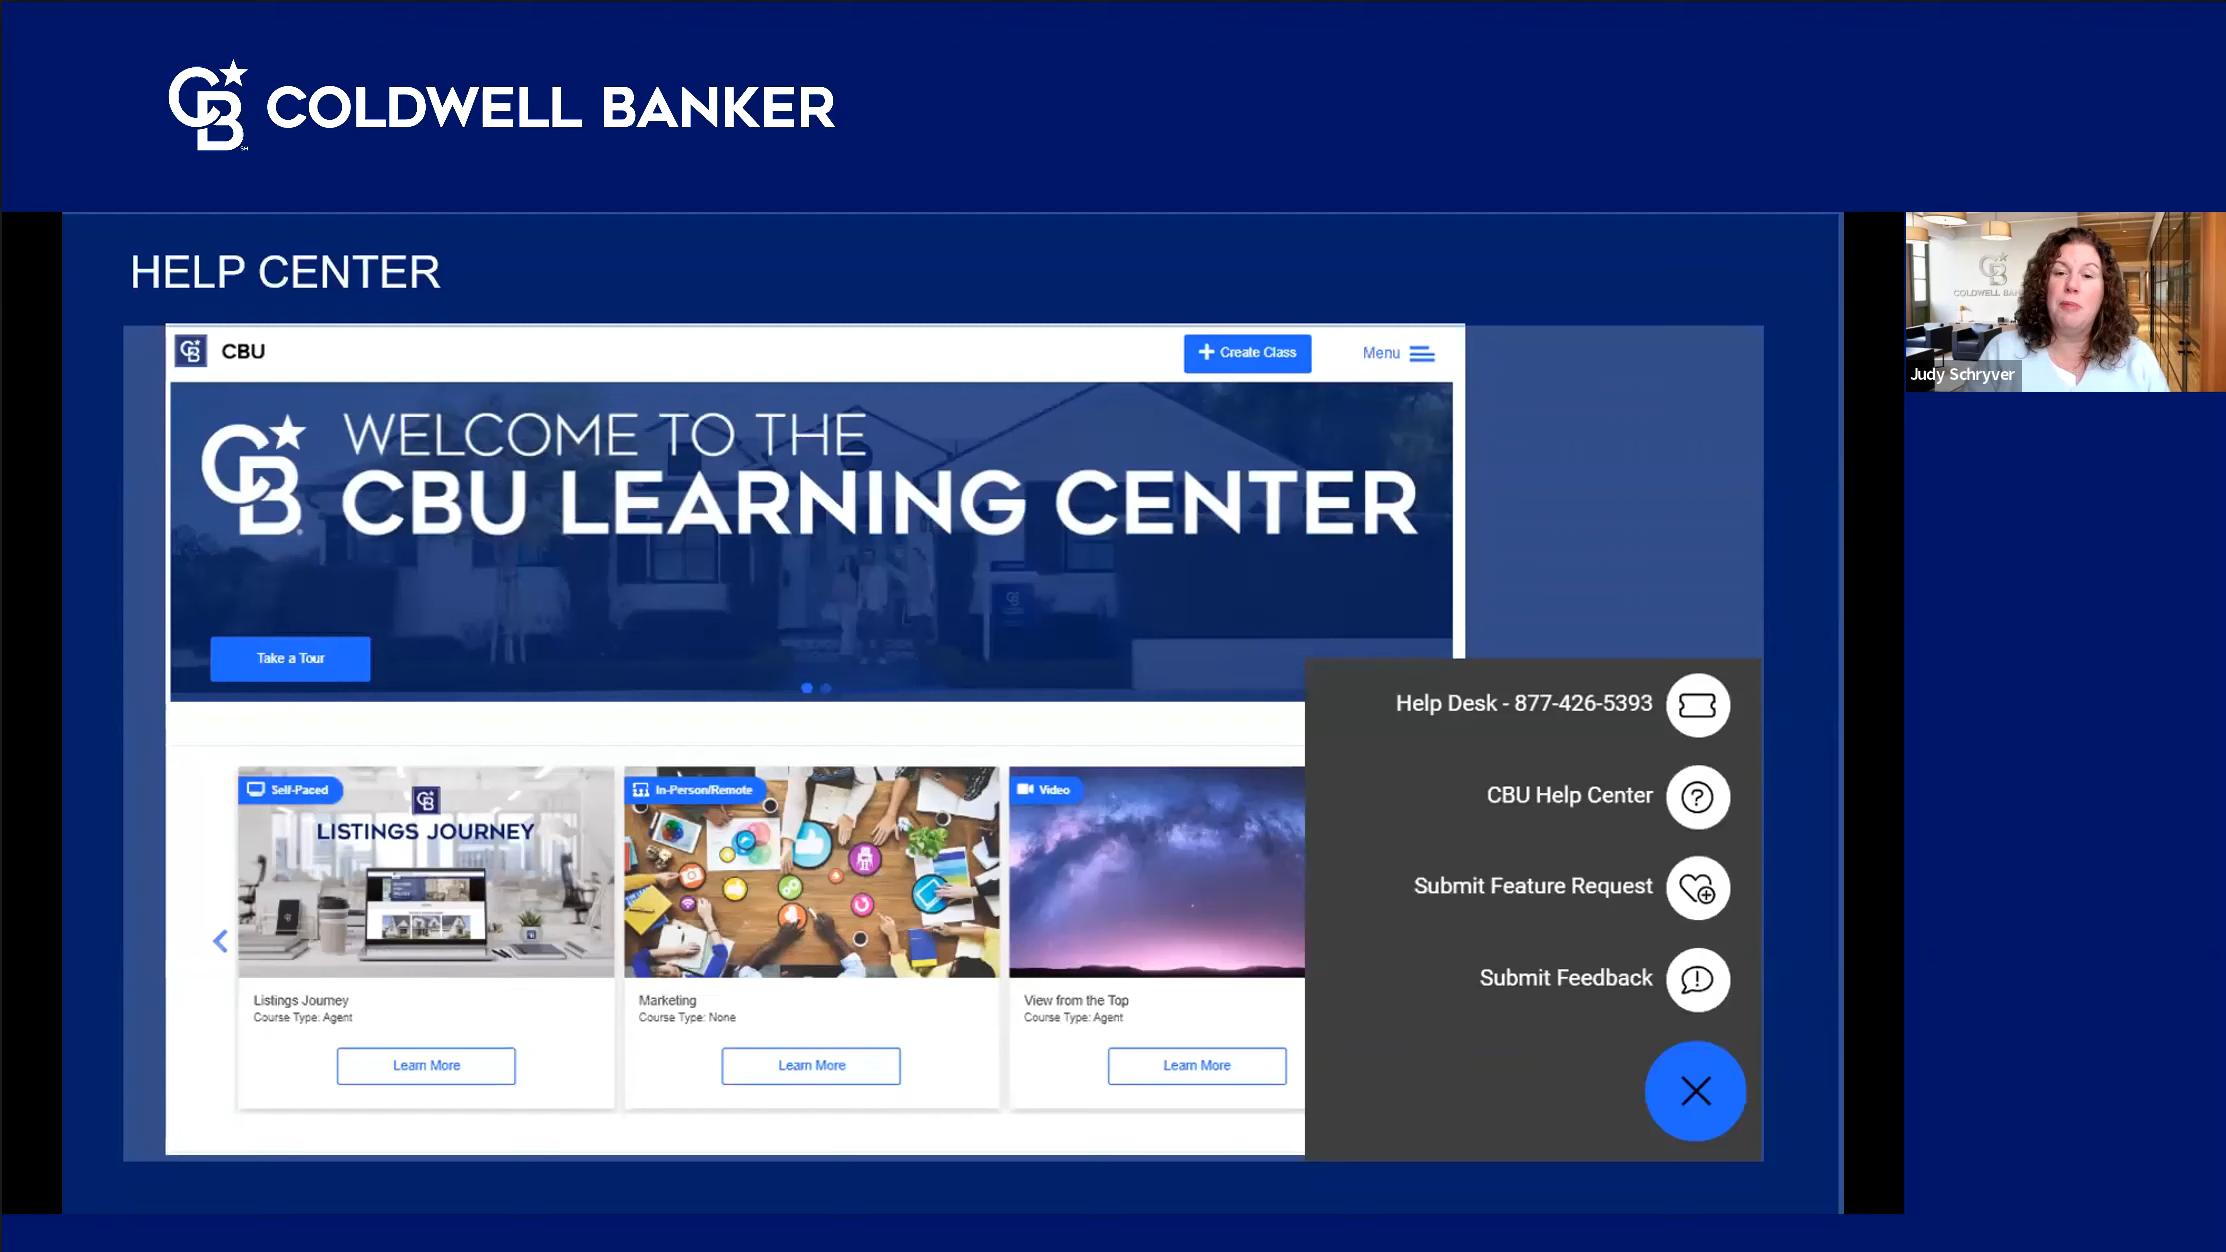 COLDWELL BANKER
HELP CENTER
CBU
Create Class
Menu
WELCOME TO THE
CBU LEARNING CENTER
Take a Tour
Self-Paced
LISTINGS JOURNEY
Listings Journey
Course Type: Agent
Learn More
In-Person/Remote
Marketing
Course Type: None
Learn More
Video
View from the Top
Course Type: Agent
Learn More
Help Desk - 877-426-5393
CBU Help Center
Submit Feature Request
Submit Feedback
COLDWELL BAN
Judy Schryver